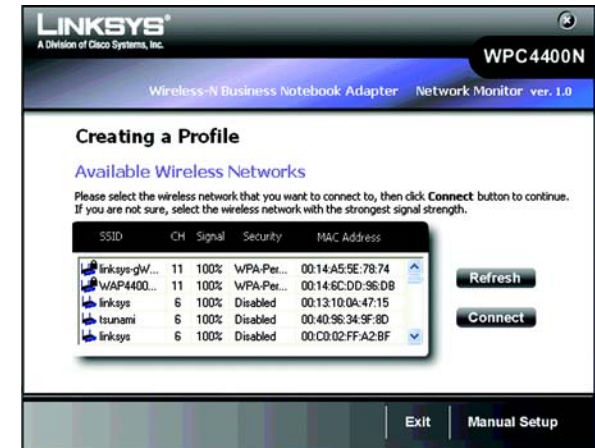 LINKSYS®
A Division of Cisco Systems, Inc.
WPC4400N
Wireless-N Business Notebook Adapter Network Monitor ver. 1.0
Creating a Profile
Available Wireless Networks
Please select the wireless network that you want to connect to, then click Connect button to continue.
If you are not sure, select the wireless network with the strongest signal strength.
SSID CH Signal Security MAC Address
linksys-gW... 11 100% WPA-Per... 00:14:A5:5E:78:74
WAP4400... 11 100% WPA-Per... 00:14:6C:DD:96:DB
linksys 6 100% Disabled 00:13:10:0A:47:15
tsunami 6 100% Disabled 00:40:96:34:9F:8D
linksys 6 100% Disabled 00:C0:02:FF:A2:BF
Refresh
Connect
Exit Manual Setup